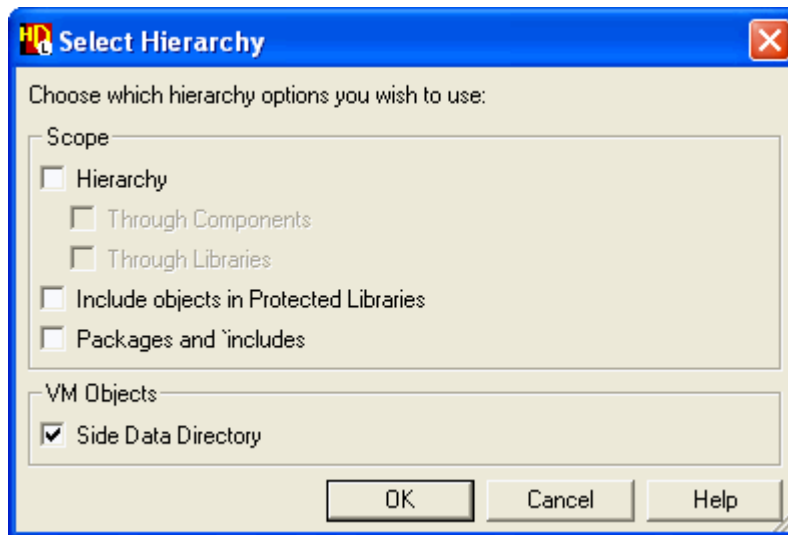 HDL Select Hierarchy
Choose which hierarchy options you wish to use:
Scope
Hierarchy
Through Components
Through Libraries
Include objects in Protected Libraries
Packages and `includes
VM Objects
Side Data Directory
OK Cancel Help